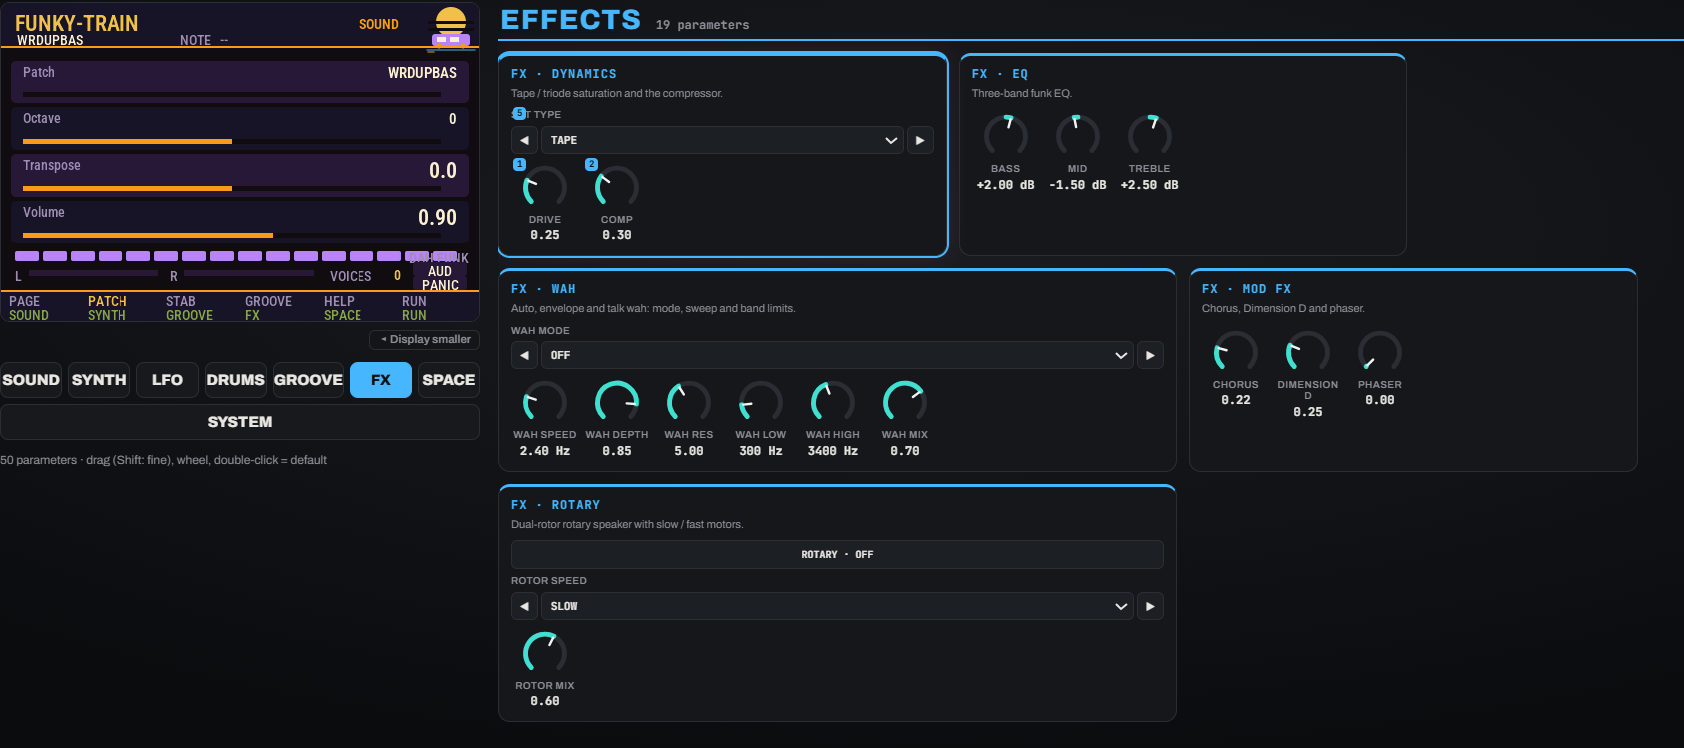 FUNKY-TRAIN
SOUND
WRDUPBAS
NOTE --
Patch
WRDUPBAS
Octave
0
Transpose
0.0
Volume
0.90
L
R
VOICES
0
AUD
PANIC
PAGE PATCH STAB GROOVE HELP RUN
SOUND SYNTH GROOVE FX SPACE RUN
◂ Display smaller
SOUND SYNTH LFO DRUMS GROOVE FX SPACE
SYSTEM
50 parameters · drag (Shift: fine), wheel, double-click = default
EFFECTS
19 parameters
FX · DYNAMICS
Tape / triode saturation and the compressor.
5
T TYPE
◀ TAPE ▶
1 2
DRIVE COMP
0.25 0.30
FX · EQ
Three-band funk EQ.
BASS MID TREBLE
+2.00 dB -1.50 dB +2.50 dB
FX · WAH
Auto, envelope and talk wah: mode, sweep and band limits.
WAH MODE
◀ OFF ▶
WAH SPEED WAH DEPTH WAH RES WAH LOW WAH HIGH WAH MIX
2.40 Hz 0.85 5.00 300 Hz 3400 Hz 0.70
FX · MOD FX
Chorus, Dimension D and phaser.
CHORUS DIMENSION D PHASER
0.22 0.25 0.00
FX · ROTARY
Dual-rotor rotary speaker with slow / fast motors.
ROTARY · OFF
ROTOR SPEED
◀ SLOW ▶
ROTOR MIX
0.60